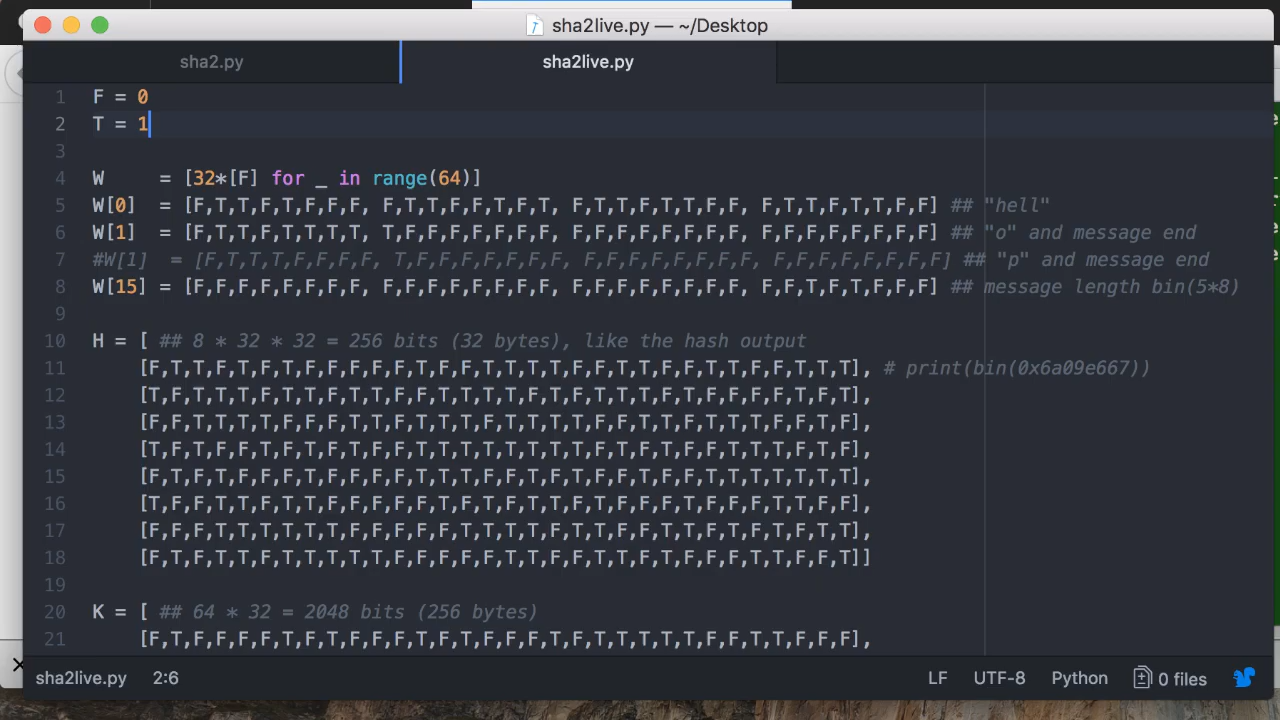 sha2live.py — ~/Desktop
sha2.py
sha2live.py
1 F = 0
2 T = 1
3
4 W     = [32*[F] for _ in range(64)]
5 W[0]  = [F,T,T,F,T,F,F,F, F,T,T,F,F,T,F,T, F,T,T,F,T,T,F,F, F,T,T,F,T,T,F,F] ## "hell"
6 W[1]  = [F,T,T,F,T,T,T,T, T,F,F,F,F,F,F,F, F,F,F,F,F,F,F,F, F,F,F,F,F,F,F,F] ## "o" and message end
7 #W[1]  = [F,T,T,T,F,F,F,F, T,F,F,F,F,F,F,F, F,F,F,F,F,F,F,F, F,F,F,F,F,F,F,F] ## "p" and message end
8 W[15] = [F,F,F,F,F,F,F,F, F,F,F,F,F,F,F,F, F,F,F,F,F,F,F,F, F,F,T,F,T,F,F,F] ## message length bin(5*8)
9
10 H = [ ## 8 * 32 * 32 = 256 bits (32 bytes), like the hash output
11     [F,T,T,F,T,F,T,F,F,F,F,F,T,F,F,T,T,T,T,F,F,T,T,F,F,T,T,F,F,T,T,T], # print(bin(0x6a09e667))
12     [T,F,T,T,T,F,T,T,F,T,T,F,F,T,T,T,T,F,T,F,T,T,T,F,T,F,F,F,F,T,F,T],
13     [F,F,T,T,T,T,F,F,F,T,T,F,T,T,T,F,T,T,T,T,F,F,T,T,F,T,T,T,F,F,T,F],
14     [T,F,T,F,F,T,F,T,F,T,F,F,T,T,T,T,T,T,T,T,F,T,F,T,F,F,T,T,T,F,T,F],
15     [F,T,F,T,F,F,F,T,F,F,F,F,T,T,T,F,F,T,F,T,F,F,T,F,F,T,T,T,T,T,T,T],
16     [T,F,F,T,T,F,T,T,F,F,F,F,F,T,F,T,F,T,T,F,T,F,F,F,T,F,F,F,T,T,F,F],
17     [F,F,F,T,T,T,T,T,T,F,F,F,F,F,T,T,T,T,F,T,T,F,F,T,T,F,T,F,T,F,T,T],
18     [F,T,F,T,T,F,T,T,T,T,T,F,F,F,F,F,T,T,F,F,T,T,F,T,F,F,F,T,T,F,F,T]]
19
20 K = [ ## 64 * 32 = 2048 bits (256 bytes)
21     [F,T,F,F,F,F,T,F,T,F,F,F,T,F,T,F,F,F,T,F,T,T,T,T,T,F,F,T,T,F,F,F],
sha2live.py 2:6 LF UTF-8 Python 0 files